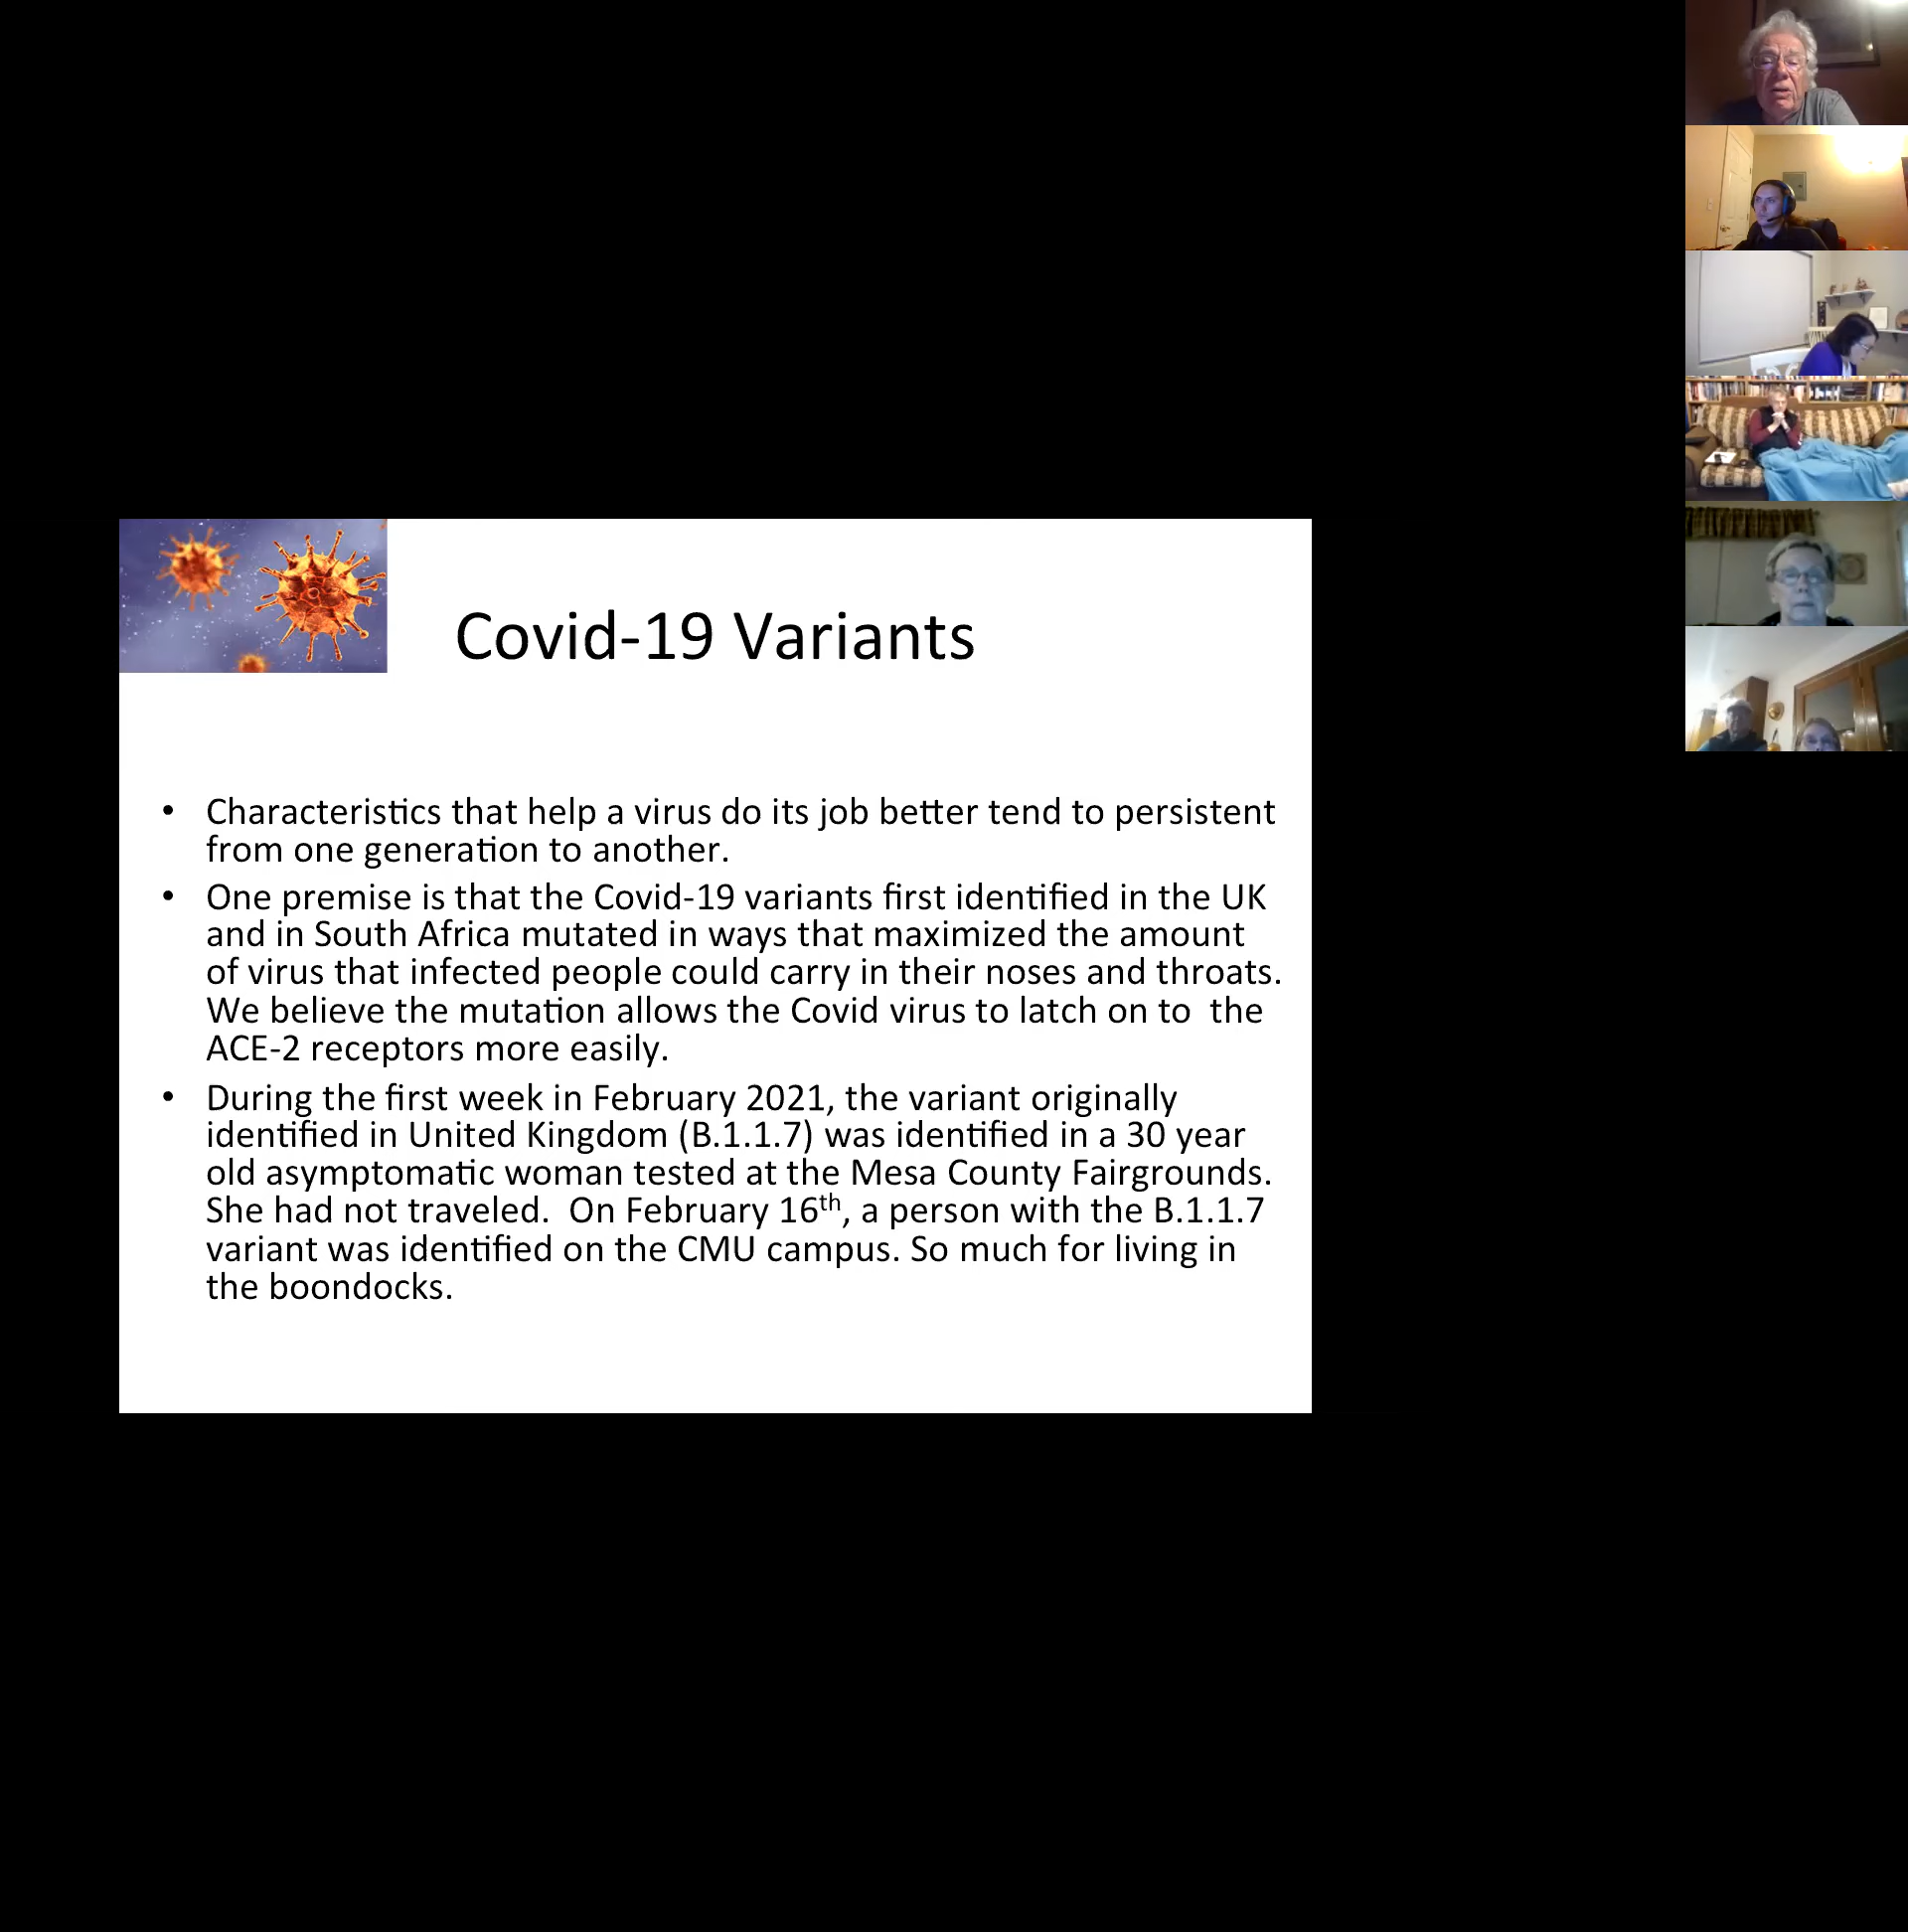 Covid-19 Variants
• Characteristics that help a virus do its job better tend to persistent
from one generation to another.
• One premise is that the Covid-19 variants first identified in the UK
and in South Africa mutated in ways that maximized the amount
of virus that infected people could carry in their noses and throats.
We believe the mutation allows the Covid virus to latch on to  the
ACE-2 receptors more easily.
• During the first week in February 2021, the variant originally
identified in United Kingdom (B.1.1.7) was identified in a 30 year
old asymptomatic woman tested at the Mesa County Fairgrounds.
She had not traveled.  On February 16th, a person with the B.1.1.7
variant was identified on the CMU campus. So much for living in
the boondocks.